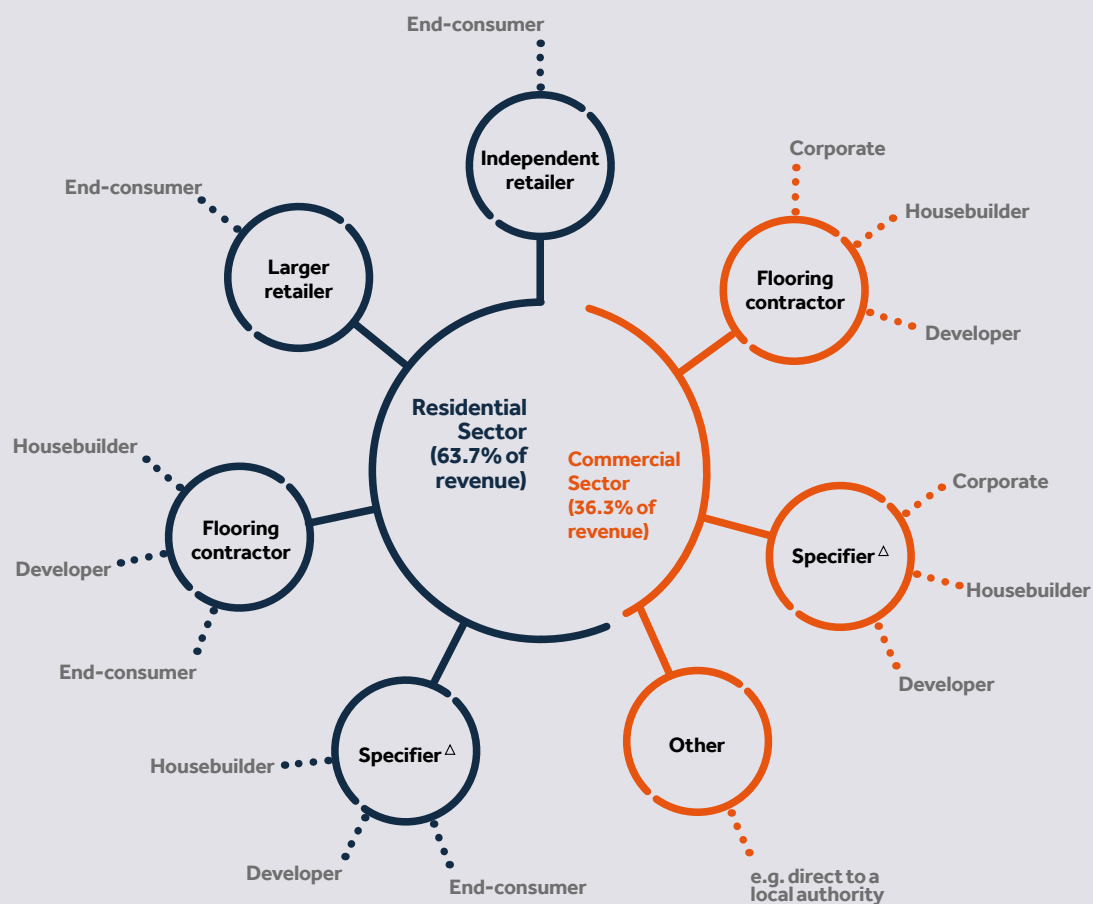 End-consumer
Independent
retailer
Corporate
Housebuilder
Flooring
contractor
Developer
End-consumer
Larger
retailer
Residential
Sector
(63.7% of
revenue)
Commercial
Sector
(36.3% of
revenue)
Housebuilder
Flooring
contractor
Developer
End-consumer
Corporate
Specifier △
Housebuilder
Developer
Specifier △
Housebuilder
Developer
End-consumer
Other
e.g. direct to a
local authority